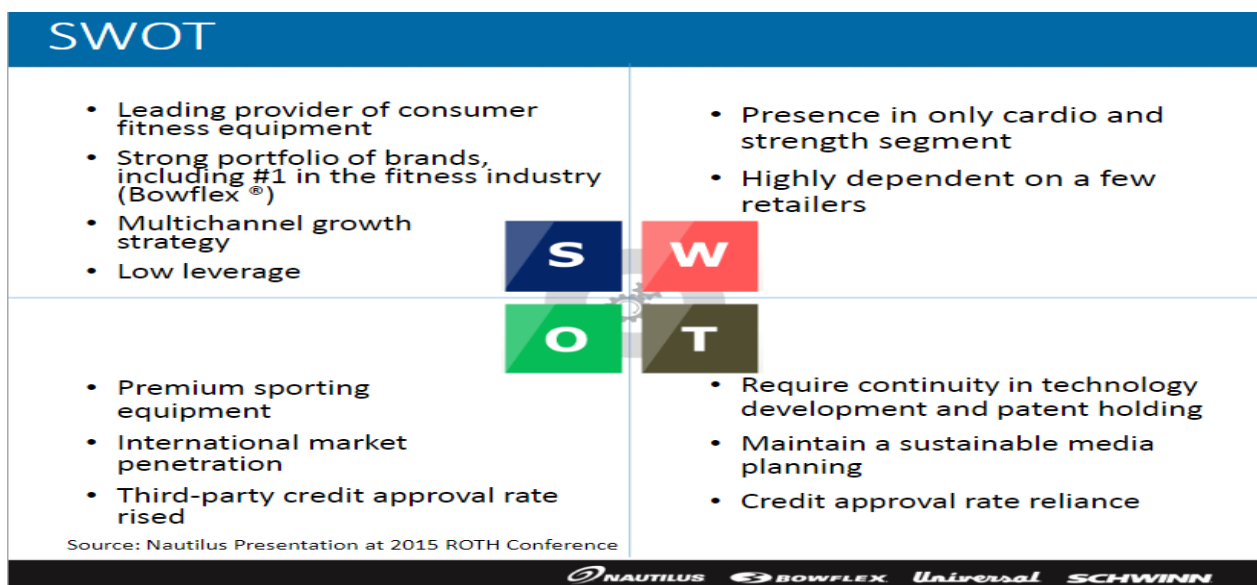 SWOT
• Leading provider of consumer
fitness equipment
• Strong portfolio of brands,
including #1 in the fitness industry
(Bowflex ®)
• Multichannel growth
strategy
• Low leverage
• Presence in only cardio and
strength segment
• Highly dependent on a few
retailers
S W
O T
• Premium sporting
equipment
• International market
penetration
• Third-party credit approval rate
rised
• Require continuity in technology
development and patent holding
• Maintain a sustainable media
planning
• Credit approval rate reliance
Source: Nautilus Presentation at 2015 ROTH Conference
NAUTILUS BOWFLEX Universal SCHWINN